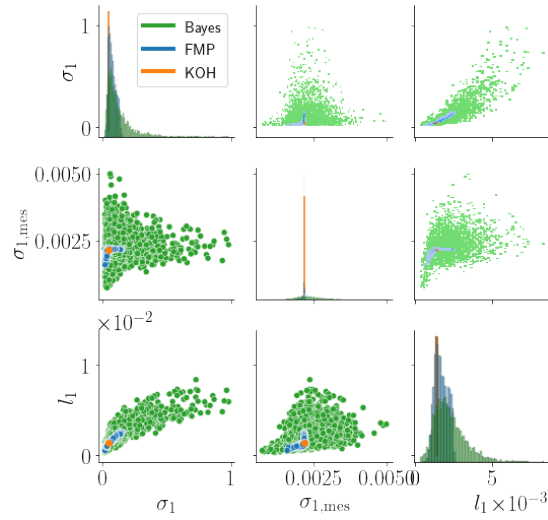 1
σ₁
0
Bayes
FMP
KOH
0.0050
σ₁,mes
0.0025
×10⁻²
1
l₁
0
0
1
σ₁
0.0025
0.0050
σ₁,mes
0
5
l₁ ×10⁻³